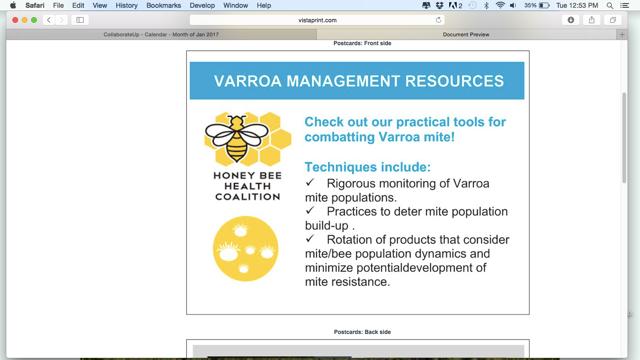 Safari File Edit View History Bookmarks Develop Window Help 2 35% Tue 12:53 PM
vistaprint.com
CollaborateUp - Calendar - Month of Jan 2017 Document Preview
Postcards: Front side
VARROA MANAGEMENT RESOURCES
HONEY BEE
HEALTH
COALITION
Check out our practical tools for
combatting Varroa mite!
Techniques include:
✓ Rigorous monitoring of Varroa
mite populations.
✓ Practices to deter mite population
build-up .
✓ Rotation of products that consider
mite/bee population dynamics and
minimize potentialdevelopment of
mite resistance.
Postcards: Back side